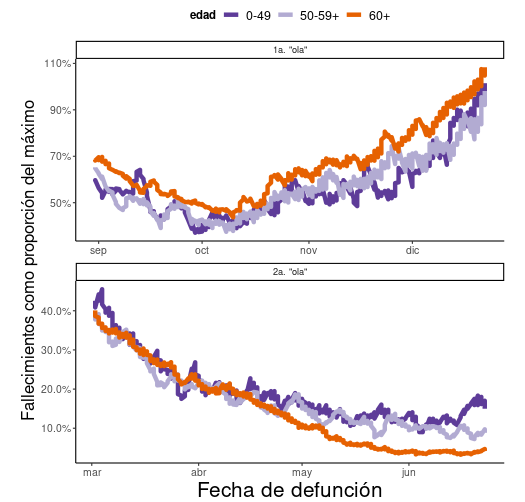 edad 0-49 50-59+ 60+
1a. "ola"
110%
90%
70%
50%
sep oct nov dic
2a. "ola"
40.0%
30.0%
20.0%
10.0%
mar abr may jun
Fallecimientos como proporción del máximo
Fecha de defunción